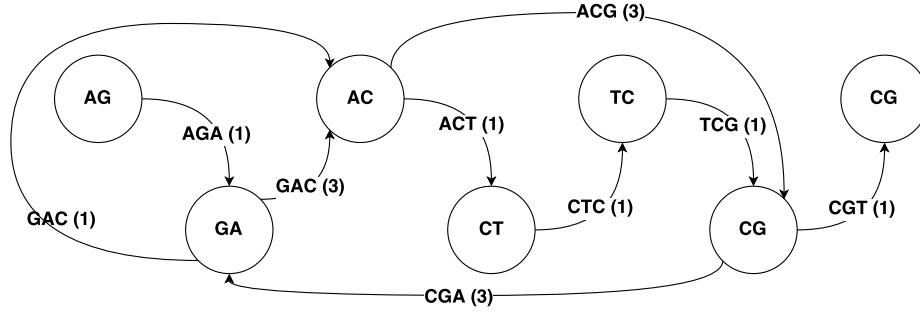 ACG (3)
AG
AC
TC
CG
AGA (1)
ACT (1)
TCG (1)
GAC (3)
GAC (1)
CTC (1)
CGT (1)
GA
CT
CG
CGA (3)